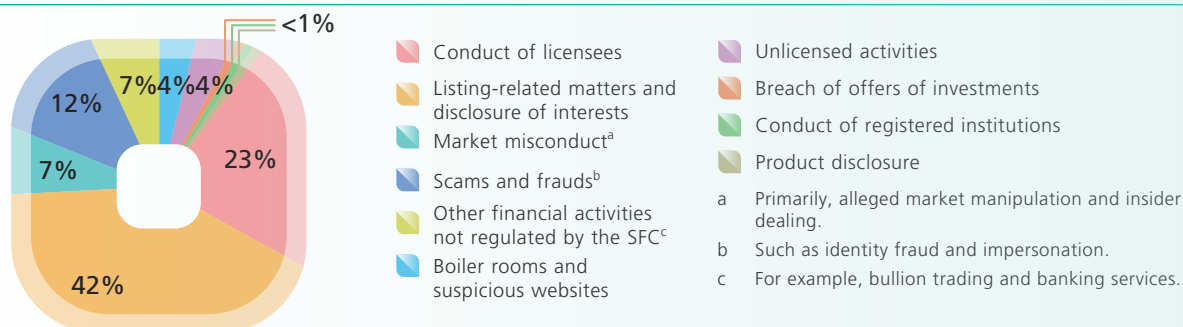 <1%
7%
4%
4%
12%
23%
7%
42%
Conduct of licensees
Listing-related matters and
disclosure of interests
Market misconductᵃ
Scams and fraudsᵇ
Other financial activities
not regulated by the SFCᶜ
Boiler rooms and
suspicious websites
Unlicensed activities
Breach of offers of investments
Conduct of registered institutions
Product disclosure
a Primarily, alleged market manipulation and insider
dealing.
b Such as identity fraud and impersonation.
c For example, bullion trading and banking services.